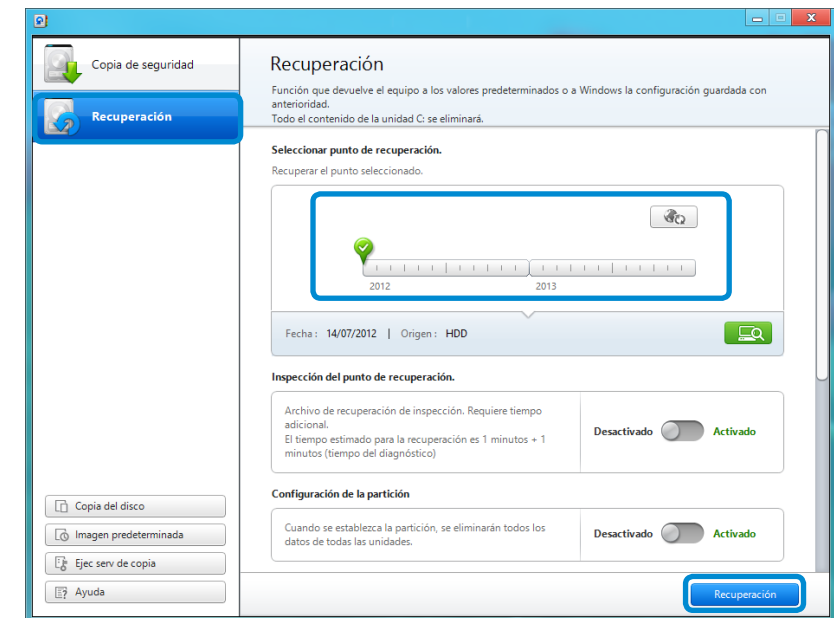 Copia de seguridad
Recuperación
Recuperación
Función que devuelve el equipo a los valores predeterminados o a Windows la configuración guardada con
anterioridad.
Todo el contenido de la unidad C: se eliminará.
Seleccionar punto de recuperación.
Recuperar el punto seleccionado.
2012 2013
Fecha : 14/07/2012 | Origen : HDD
Inspección del punto de recuperación.
Archivo de recuperación de inspección. Requiere tiempo
adicional.
El tiempo estimado para la recuperación es 1 minutos + 1
minutos (tiempo del diagnóstico)
Desactivado Activado
Configuración de la partición
Cuando se establezca la partición, se eliminarán todos los
datos de todas las unidades.
Desactivado Activado
Copia del disco
Imagen predeterminada
Ejec serv de copia
Ayuda
Recuperación